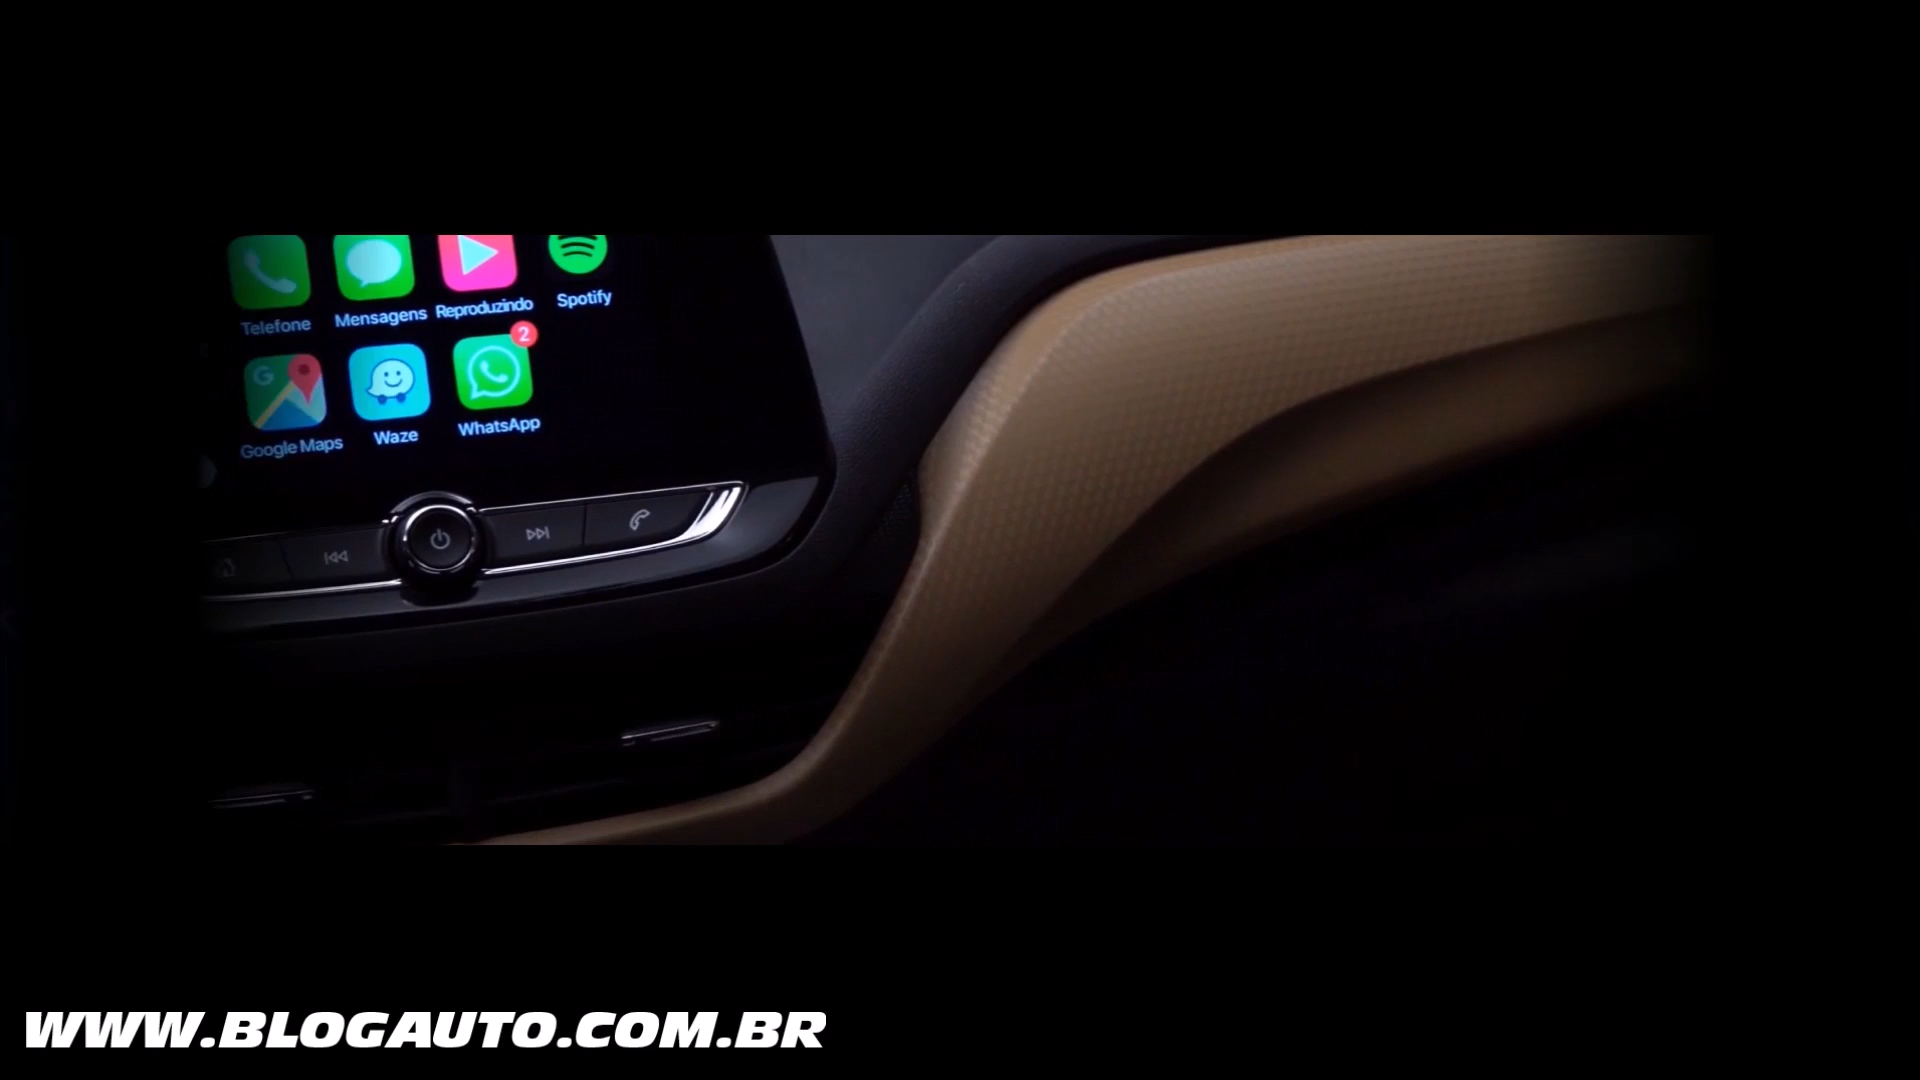 Telefone
Mensagens
Reproduzindo
Spotify
G
2
Google Maps
Waze
WhatsApp
WWW.BLOGAUTO.COM.BR